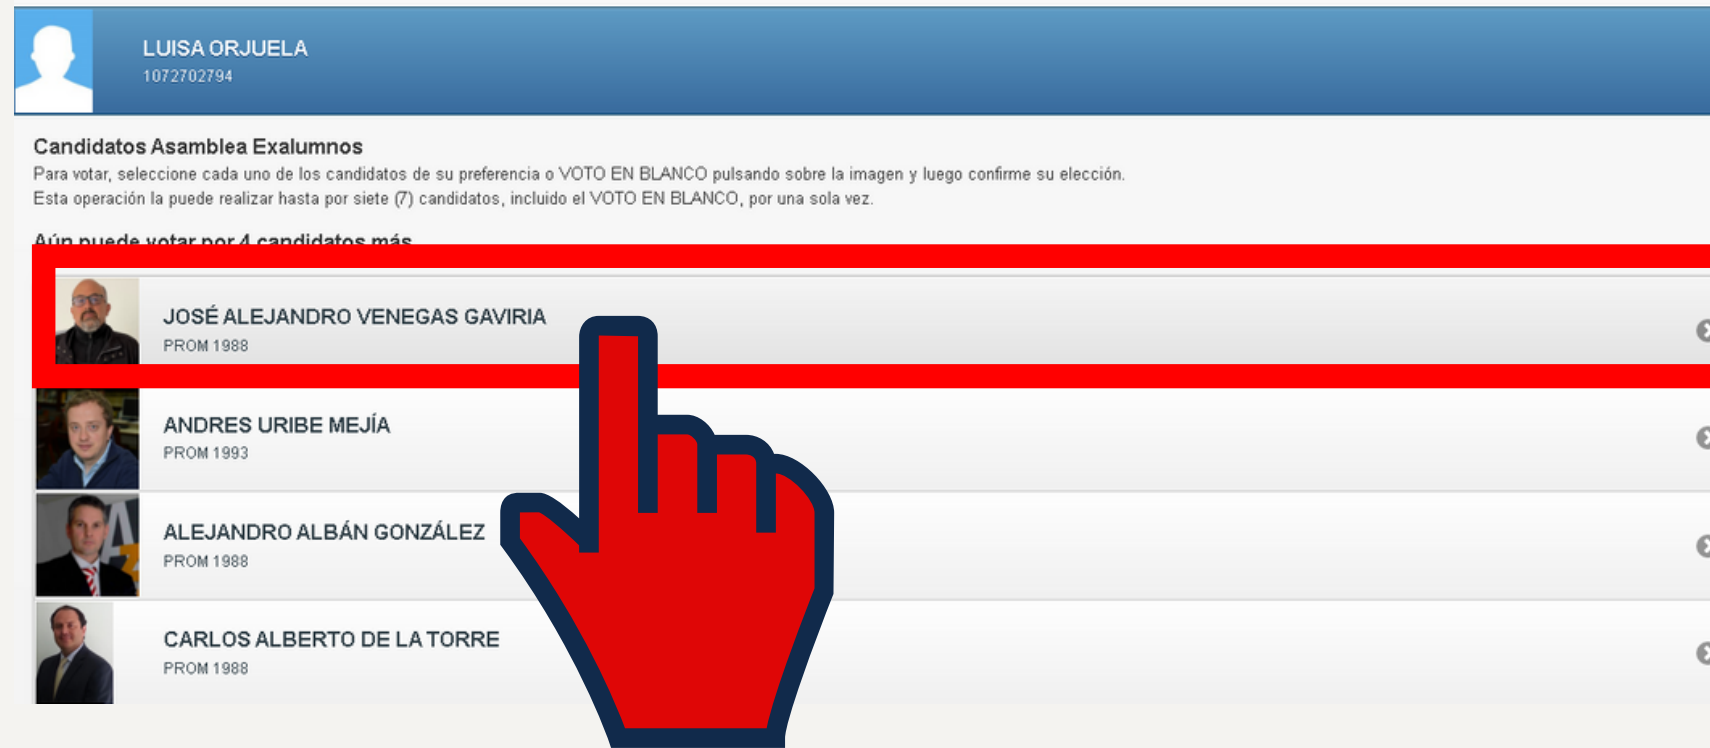 LUISA ORJUELA
1072702794
Candidatos Asamblea Exalumnos
Para votar, seleccione cada uno de los candidatos de su preferencia o VOTO EN BLANCO pulsando sobre la imagen y luego confirme su elección.
Esta operación la puede realizar hasta por siete (7) candidatos, incluido el VOTO EN BLANCO, por una sola vez.
Aún puede votar por 4 candidatos más
JOSÉ ALEJANDRO VENEGAS GAVIRIA
PROM 1988
ANDRES URIBE MEJÍA
PROM 1993
ALEJANDRO ALBÁN GONZÁLEZ
PROM 1988
CARLOS ALBERTO DE LA TORRE
PROM 1988